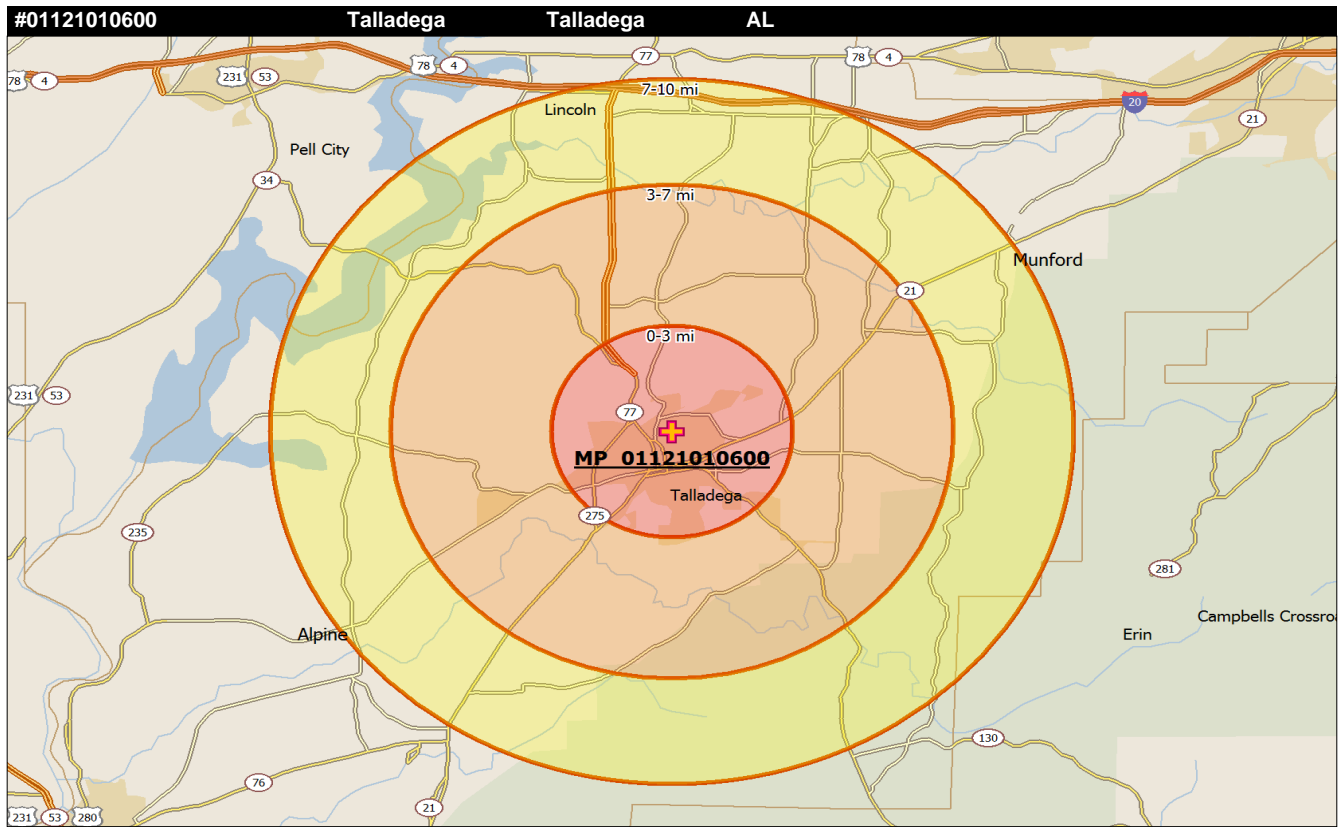 #01121010600 Talladega Talladega AL
78 4
231 53
78 4
77
78 4
7-10 mi
20
21
Lincoln
Pell City
34
3-7 mi
Munford
21
0-3 mi
231 53
77
MP 01121010600
Talladega
275
235
281
Campbells Crossro
Alpine
Erin
130
76
21
231 53 280